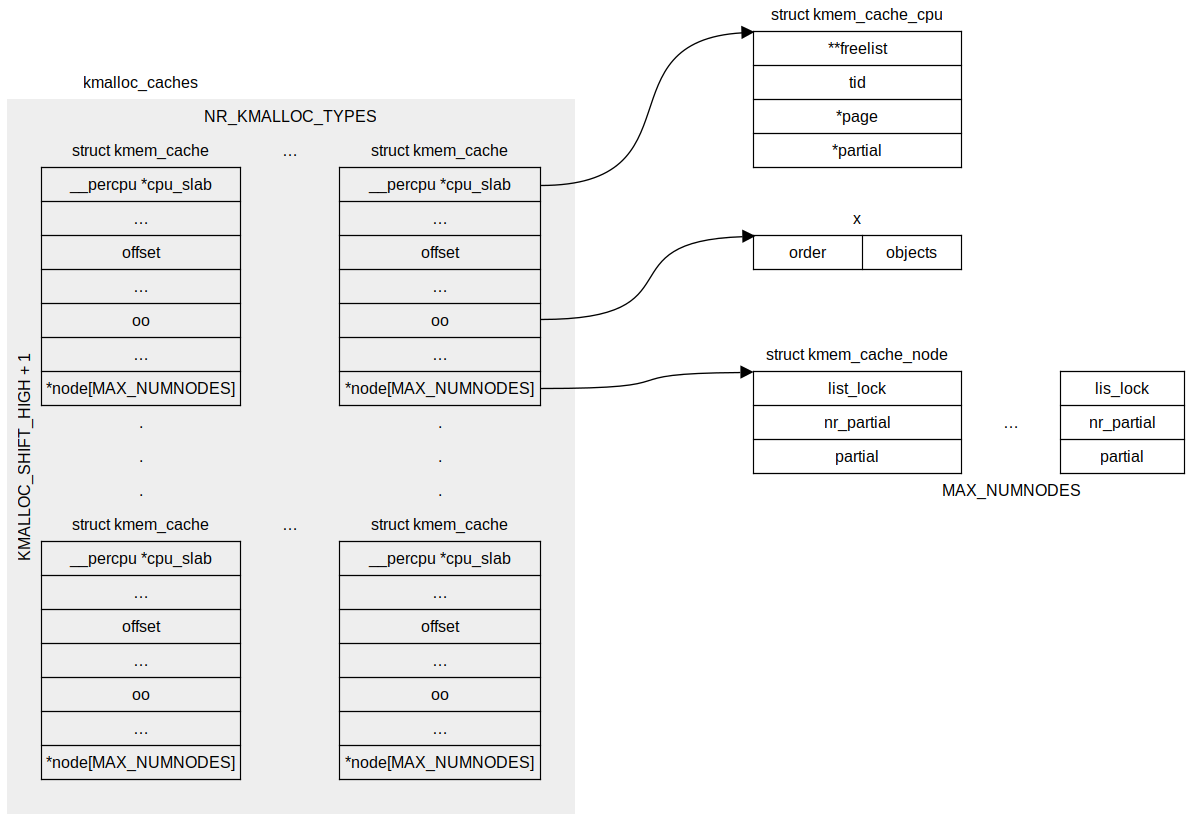 kmalloc_caches
NR_KMALLOC_TYPES
KMALLOC_SHIFT_HIGH + 1
struct kmem_cache ... struct kmem_cache
__percpu *cpu_slab __percpu *cpu_slab
... ...
offset offset
... ...
oo oo
... ...
*node[MAX_NUMNODES] *node[MAX_NUMNODES]
. .
. .
. .
struct kmem_cache ... struct kmem_cache
__percpu *cpu_slab __percpu *cpu_slab
... ...
offset offset
... ...
oo oo
... ...
*node[MAX_NUMNODES] *node[MAX_NUMNODES]
struct kmem_cache_cpu
**freelist
tid
*page
*partial
x
order objects
struct kmem_cache_node
list_lock lis_lock
nr_partial ... nr_partial
partial partial
MAX_NUMNODES